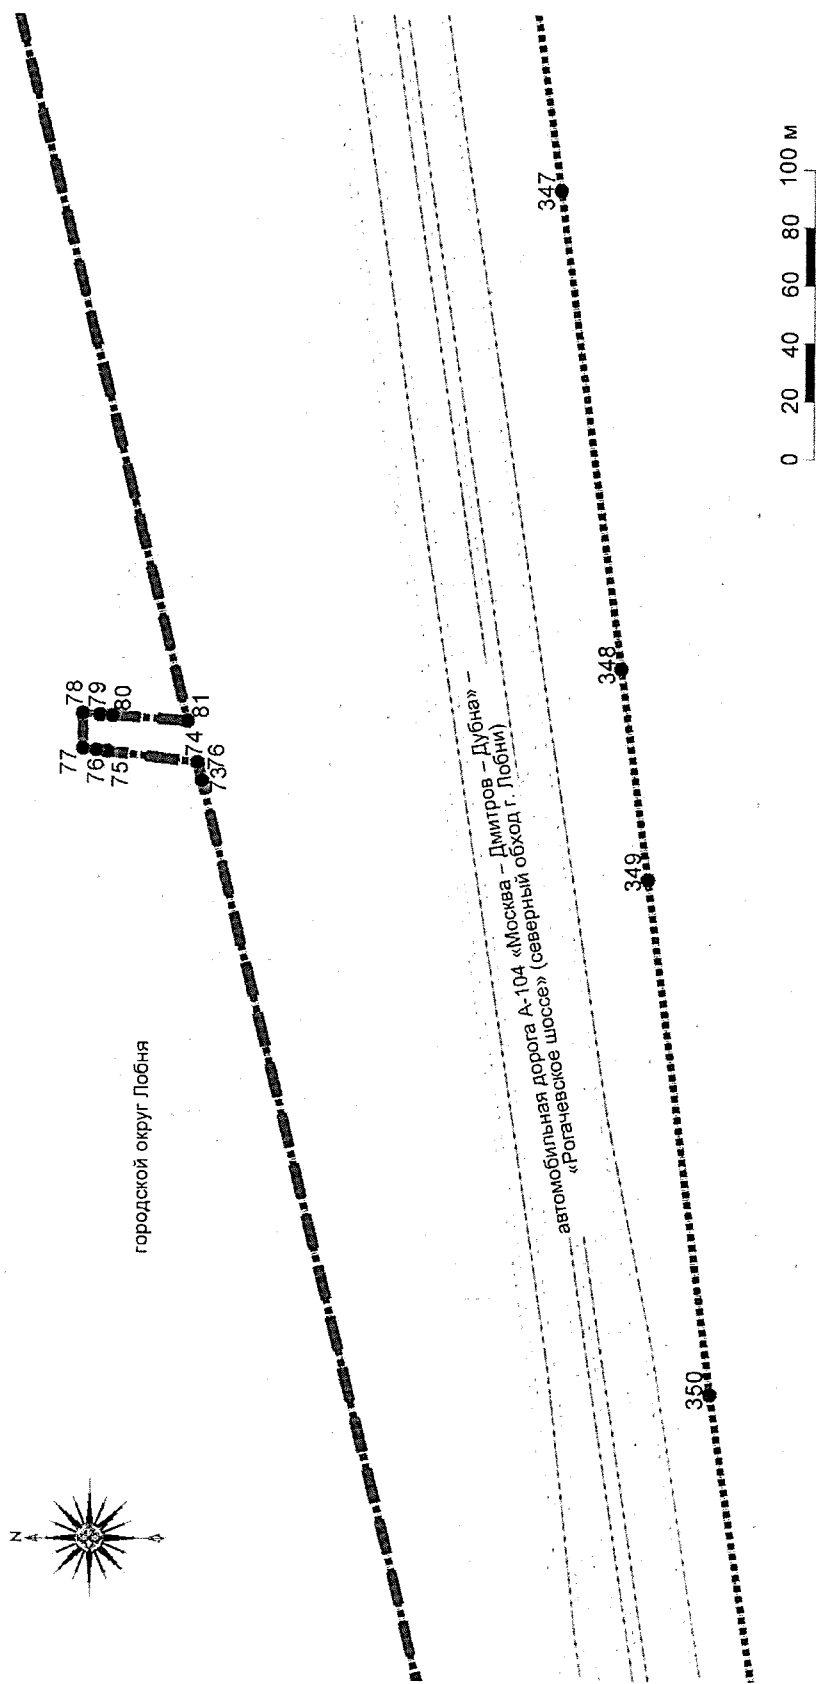 N
городской округ Лобня
77
78
76
79
75
80
74
81
73
76
автомобильная дорога А-104 «Москва – Дмитров – Дубна» –
«Рогачевское шоссе» (северный обход г. Лобни)
350
349
348
347
0 20 40 60 80 100 м